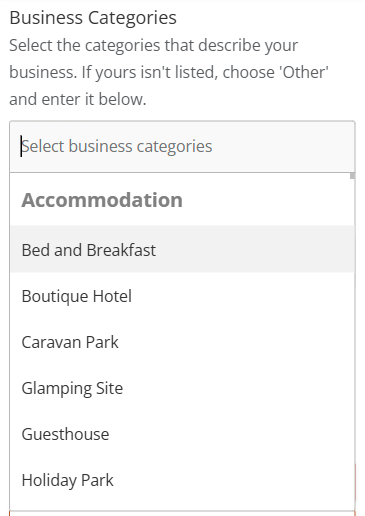 Business Categories
Select the categories that describe your
business. If yours isn't listed, choose 'Other'
and enter it below.
Select business categories
Accommodation
Bed and Breakfast
Boutique Hotel
Caravan Park
Glamping Site
Guesthouse
Holiday Park